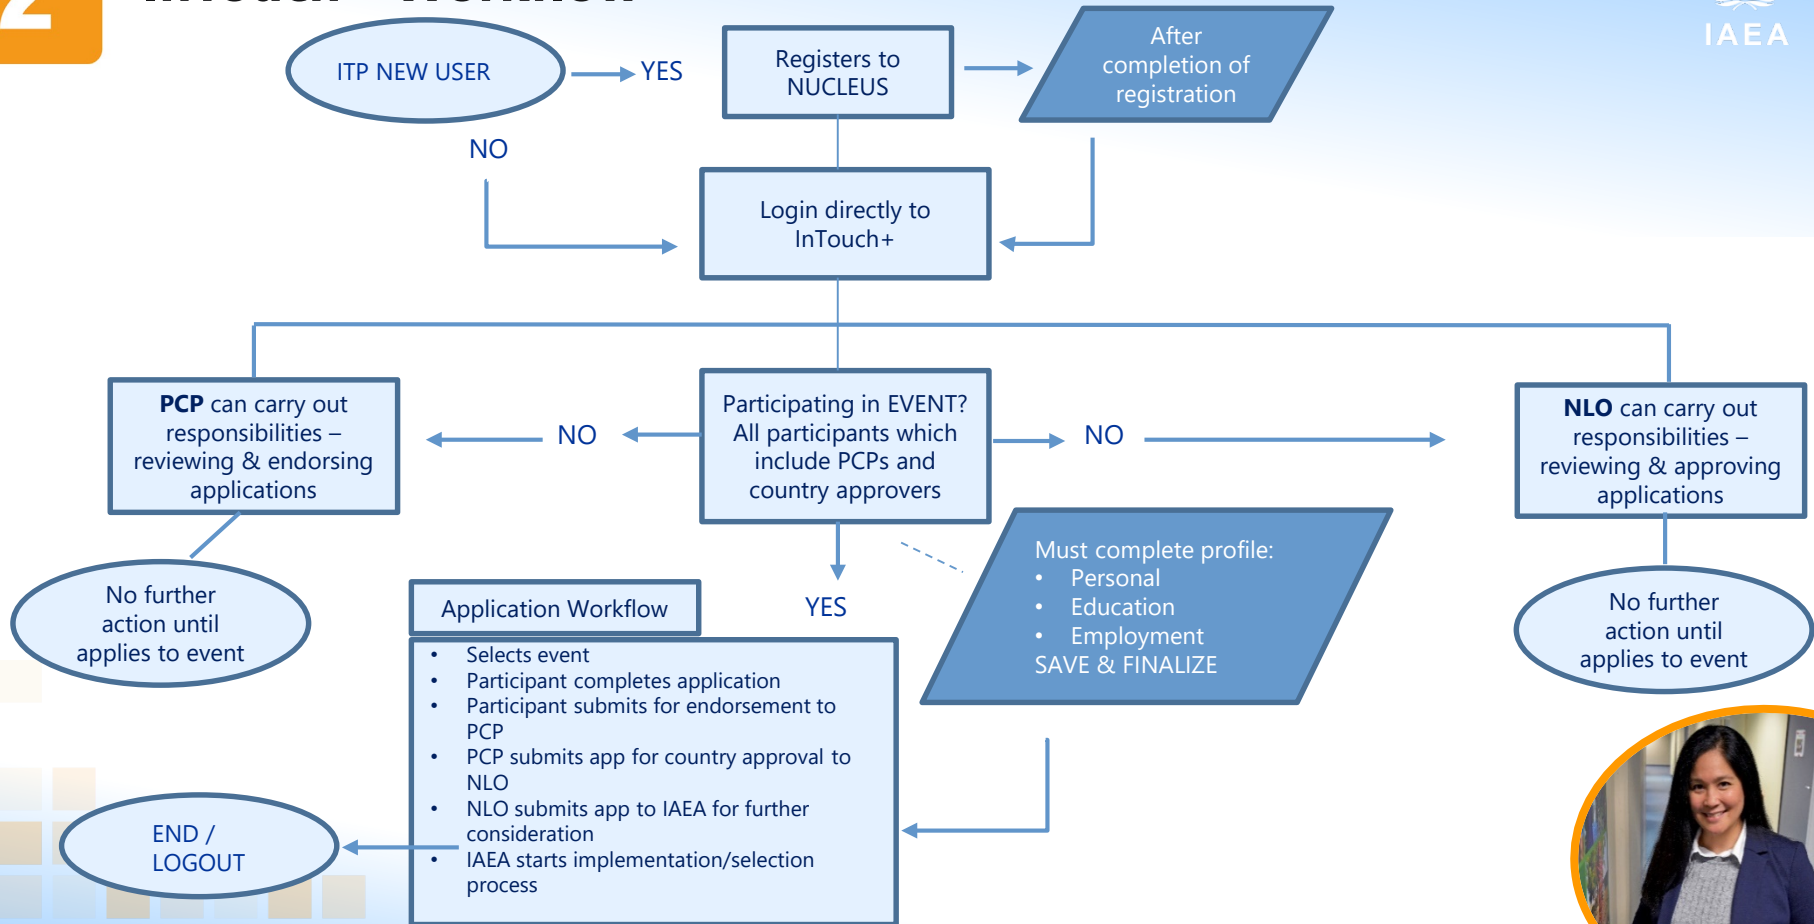 2
InTouch+ Workflow
IAEA
ITP NEW USER
YES
Registers to
NUCLEUS
After
completion of
registration
NO
Login directly to
InTouch+
PCP can carry out
responsibilities –
reviewing & endorsing
applications
NO
Participating in EVENT?
All participants which
include PCPs and
country approvers
NO
NLO can carry out
responsibilities –
reviewing & approving
applications
No further
action until
applies to event
Application Workflow
YES
Must complete profile:
• Personal
• Education
• Employment
SAVE & FINALIZE
No further
action until
applies to event
• Selects event
• Participant completes application
• Participant submits for endorsement to
PCP
• PCP submits app for country approval to
NLO
• NLO submits app to IAEA for further
consideration
• IAEA starts implementation/selection
process
END /
LOGOUT